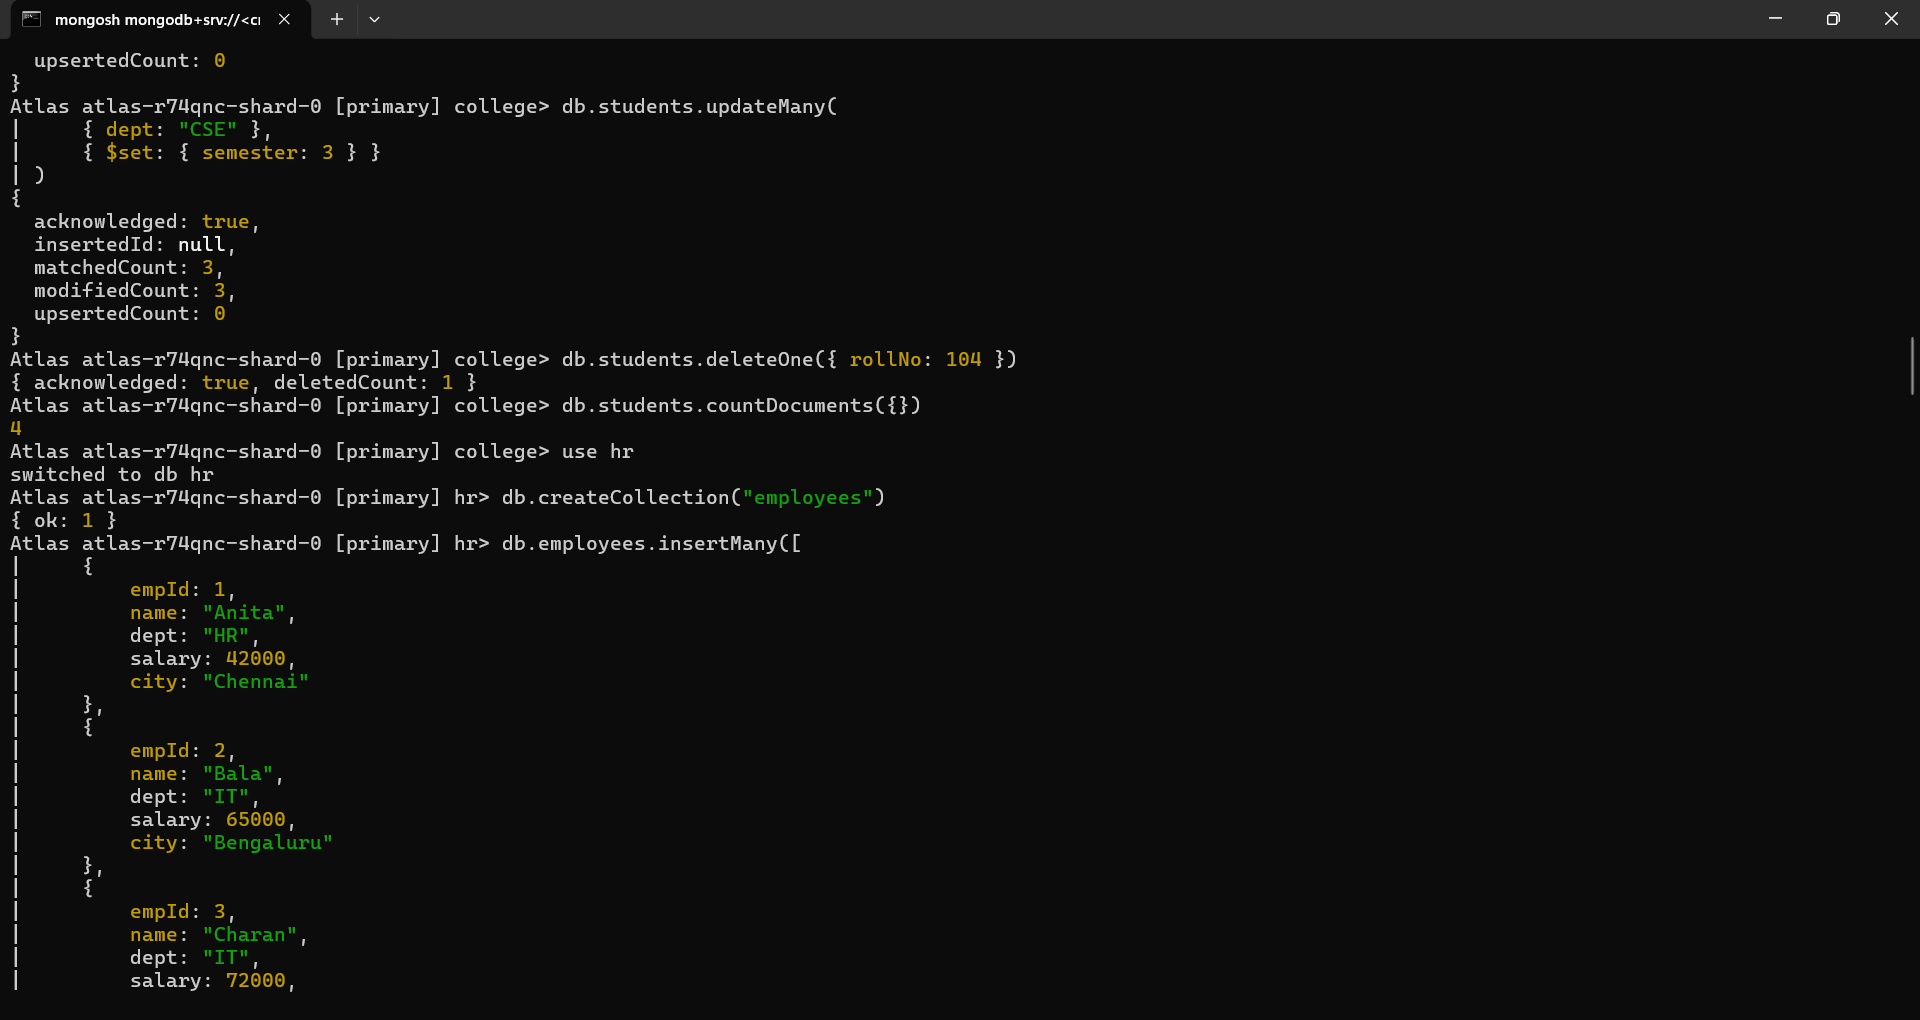 mongosh mongodb+srv://<cr
  upsertedCount: 0
}
Atlas atlas-r74qnc-shard-0 [primary] college> db.students.updateMany(
|     { dept: "CSE" },
|     { $set: { semester: 3 } }
| )
{
  acknowledged: true,
  insertedId: null,
  matchedCount: 3,
  modifiedCount: 3,
  upsertedCount: 0
}
Atlas atlas-r74qnc-shard-0 [primary] college> db.students.deleteOne({ rollNo: 104 })
{ acknowledged: true, deletedCount: 1 }
Atlas atlas-r74qnc-shard-0 [primary] college> db.students.countDocuments({})
4
Atlas atlas-r74qnc-shard-0 [primary] college> use hr
switched to db hr
Atlas atlas-r74qnc-shard-0 [primary] hr> db.createCollection("employees")
{ ok: 1 }
Atlas atlas-r74qnc-shard-0 [primary] hr> db.employees.insertMany([
|     {
|         empId: 1,
|         name: "Anita",
|         dept: "HR",
|         salary: 42000,
|         city: "Chennai"
|     },
|     {
|         empId: 2,
|         name: "Bala",
|         dept: "IT",
|         salary: 65000,
|         city: "Bengaluru"
|     },
|     {
|         empId: 3,
|         name: "Charan",
|         dept: "IT",
|         salary: 72000,